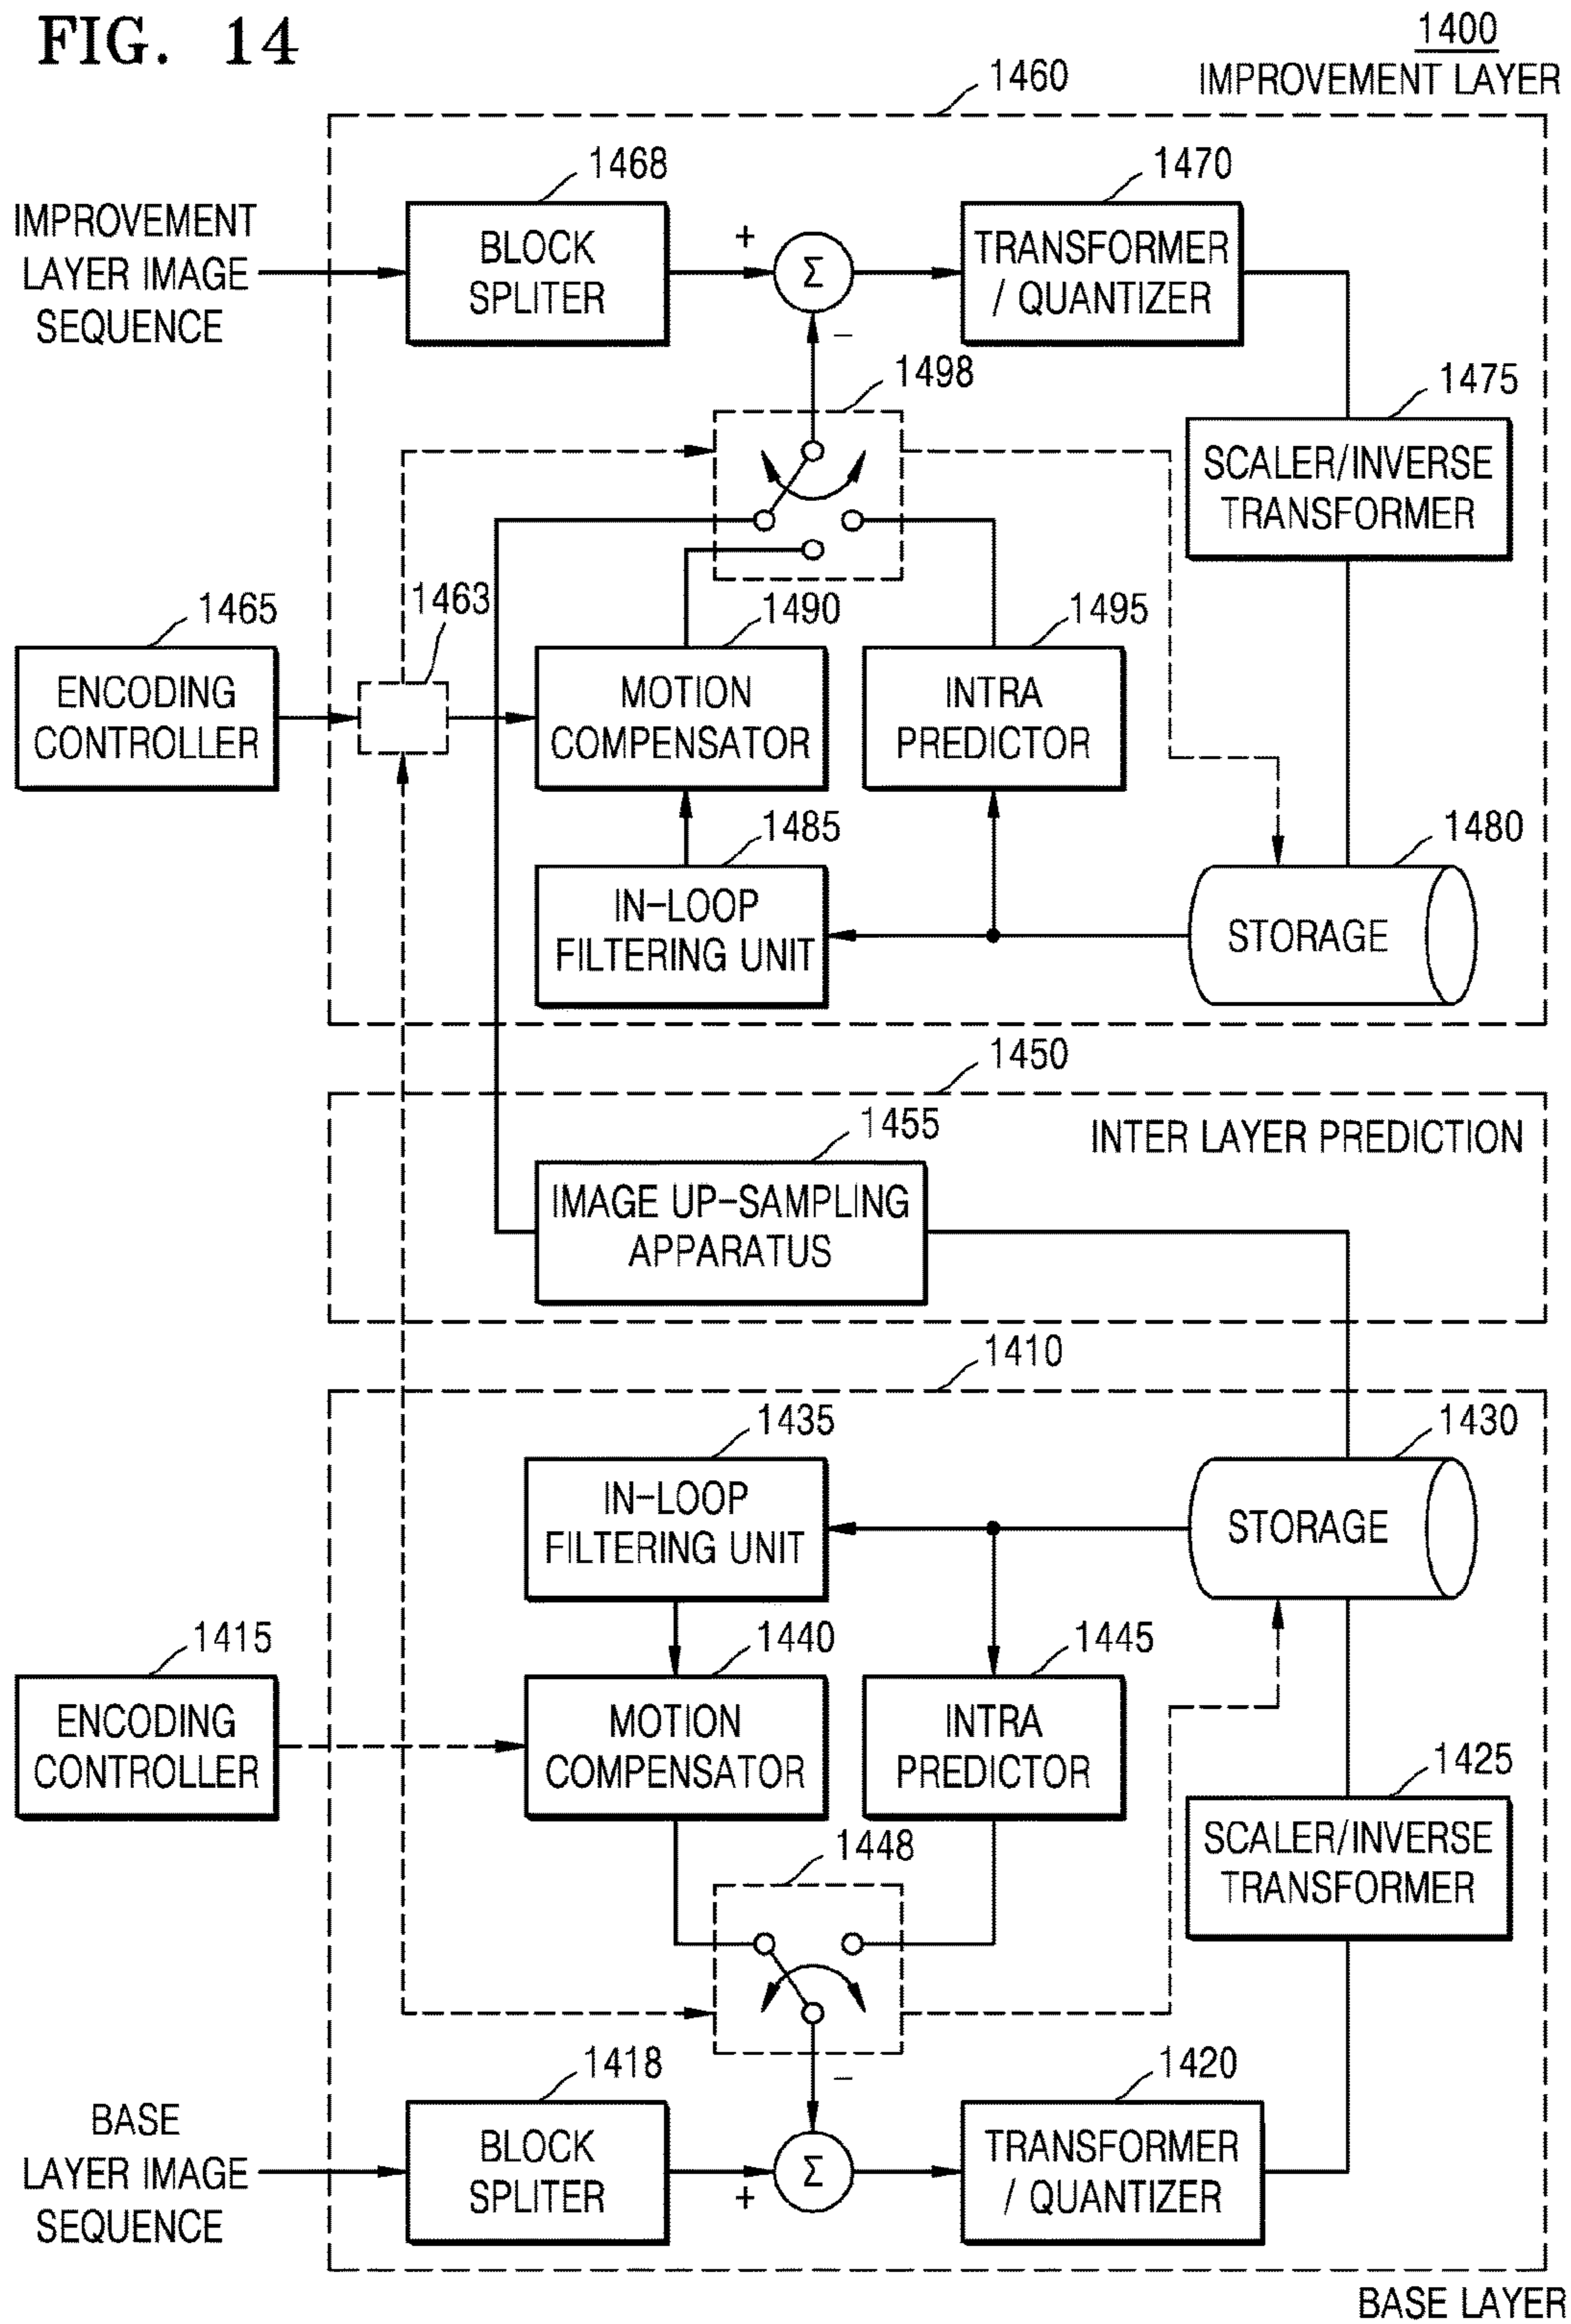 FIG. 14
1400
IMPROVEMENT LAYER
1460
1468
1470
IMPROVEMENT
LAYER IMAGE
SEQUENCE
BLOCK
SPLITER
+
Σ
−
TRANSFORMER
/ QUANTIZER
1498
1475
SCALER/INVERSE
TRANSFORMER
1465
1463
1490
1495
ENCODING
CONTROLLER
MOTION
COMPENSATOR
INTRA
PREDICTOR
1485
1480
IN-LOOP
FILTERING UNIT
STORAGE
1450
1455
INTER LAYER PREDICTION
IMAGE UP-SAMPLING
APPARATUS
1410
1435
1430
IN-LOOP
FILTERING UNIT
STORAGE
1415
1440
1445
ENCODING
CONTROLLER
MOTION
COMPENSATOR
INTRA
PREDICTOR
1425
SCALER/INVERSE
TRANSFORMER
1448
1418
−
1420
BASE
LAYER IMAGE
SEQUENCE
BLOCK
SPLITER
+
Σ
TRANSFORMER
/ QUANTIZER
BASE LAYER